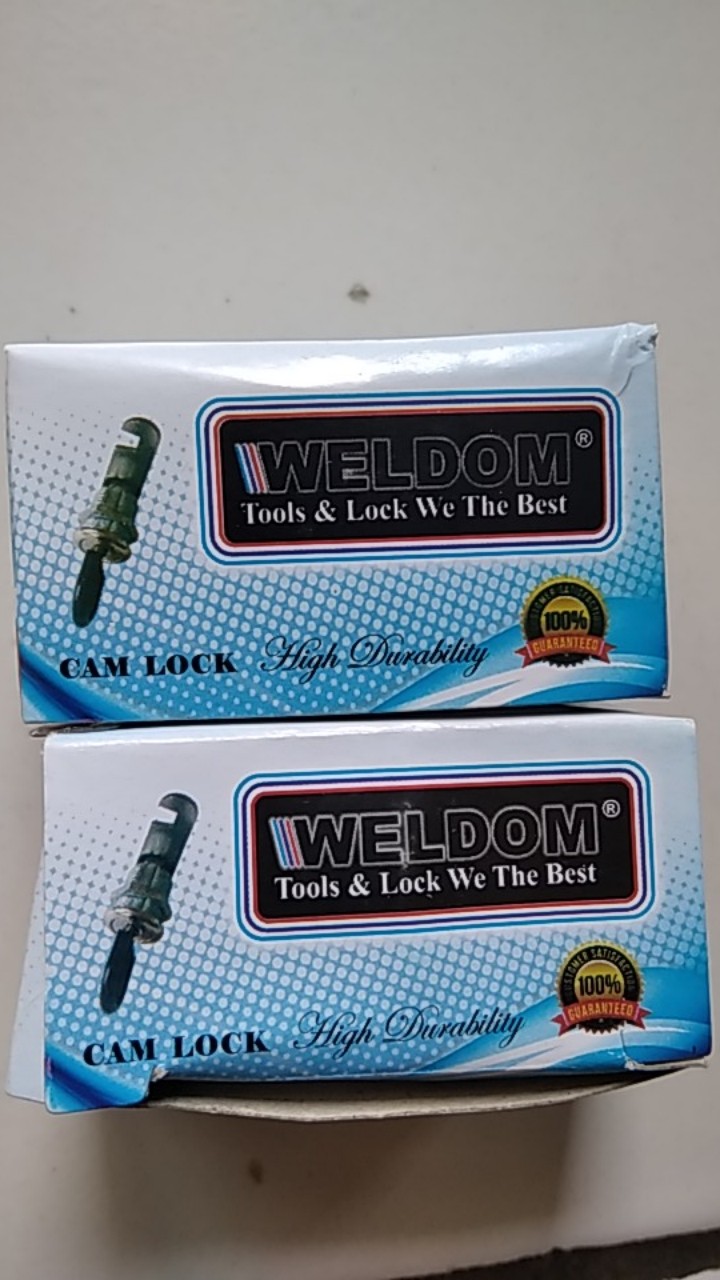 WELDOM®
Tools & Lock We The Best
CUSTOMER SATISFACTION
100%
GUARANTEED
CAM LOCK High Durability
WELDOM®
Tools & Lock We The Best
CUSTOMER SATISFACTION
100%
GUARANTEED
CAM LOCK High Durability